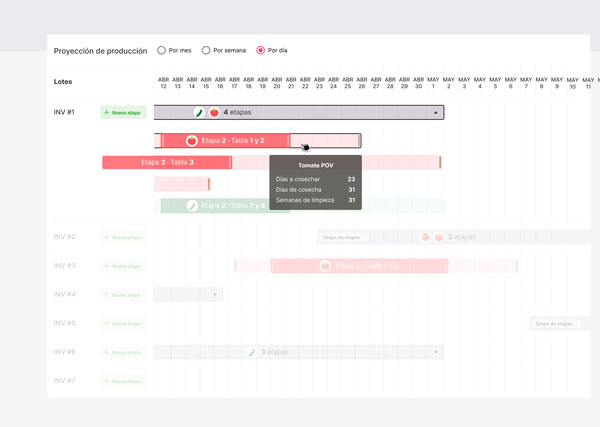 Proyección de producción
Por mes
Por semana
Por día
Lotes
ABR 12 ABR 13 ABR 14 ABR 15 ABR 16 ABR 17 ABR 18 ABR 19 ABR 20 ABR 21 ABR 22 ABR 23 ABR 24 ABR 25 ABR 26 ABR 27 ABR 28 ABR 29 ABR 30 MAY 1 MAY 2 MAY 3 MAY 4 MAY 5 MAY 6 MAY 7 MAY 8 MAY 9 MAY 10 MAY 11
INV #1
+ Nueva etapa
4 etapas
Etapa 2 · Tabla 1 y 2
Etapa 2 · Tabla 3
Tomate POV
Días a cosechar 23
Días de cosecha 31
Semanas de limpieza 31
Etapa 2 · Tabla 7 y 8
INV #2
+ Nueva etapa
Grupo de etapas
2 etapas
INV #3
+ Nueva etapa
Etapa 2 · Tabla 1 y 2
INV #4
+ Nueva etapa
INV #5
+ Nueva etapa
Grupo de etapas
INV #6
+ Nueva etapa
3 etapas
INV #7
+ Nueva etapa